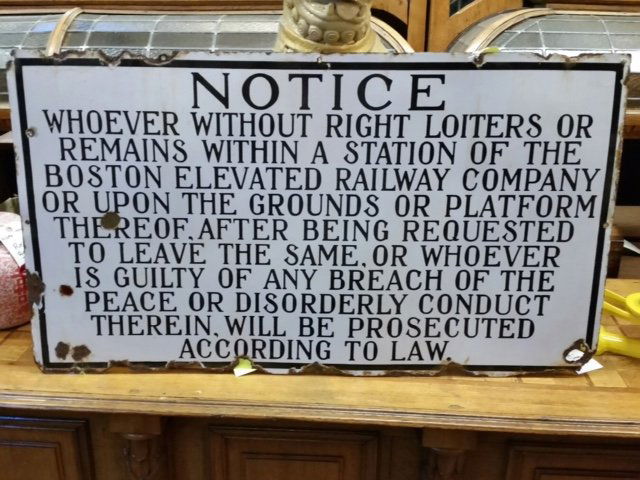 NOTICE
WHOEVER WITHOUT RIGHT LOITERS OR
REMAINS WITHIN A STATION OF THE
BOSTON ELEVATED RAILWAY COMPANY
OR UPON THE GROUNDS OR PLATFORM
THEREOF, AFTER BEING REQUESTED
TO LEAVE THE SAME, OR WHOEVER
IS GUILTY OF ANY BREACH OF THE
PEACE OR DISORDERLY CONDUCT
THEREIN, WILL BE PROSECUTED
ACCORDING TO LAW.